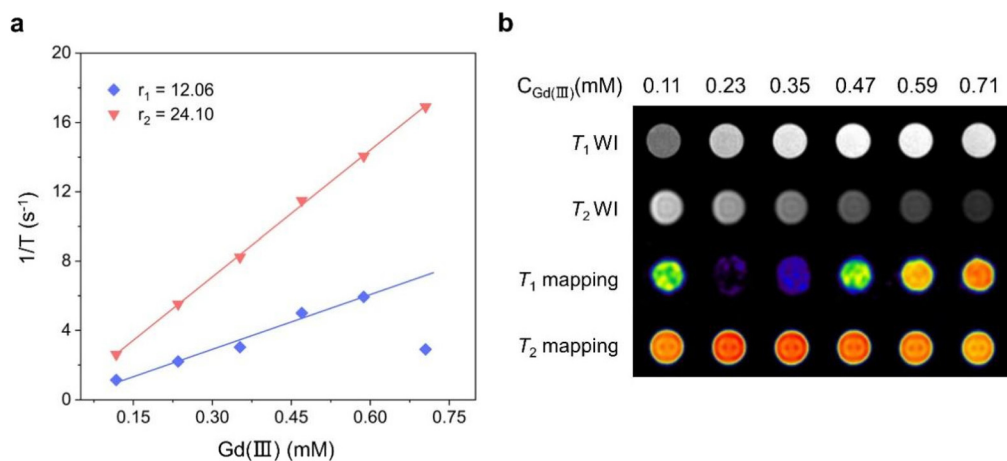 a
20
16
12
8
4
0
1/T (s⁻¹)
r₁ = 12.06
r₂ = 24.10
0.15 0.30 0.45 0.60 0.75
Gd(Ⅲ) (mM)
b
C_Gd(Ⅲ)(mM) 0.11 0.23 0.35 0.47 0.59 0.71
T₁ WI
T₂ WI
T₁ mapping
T₂ mapping